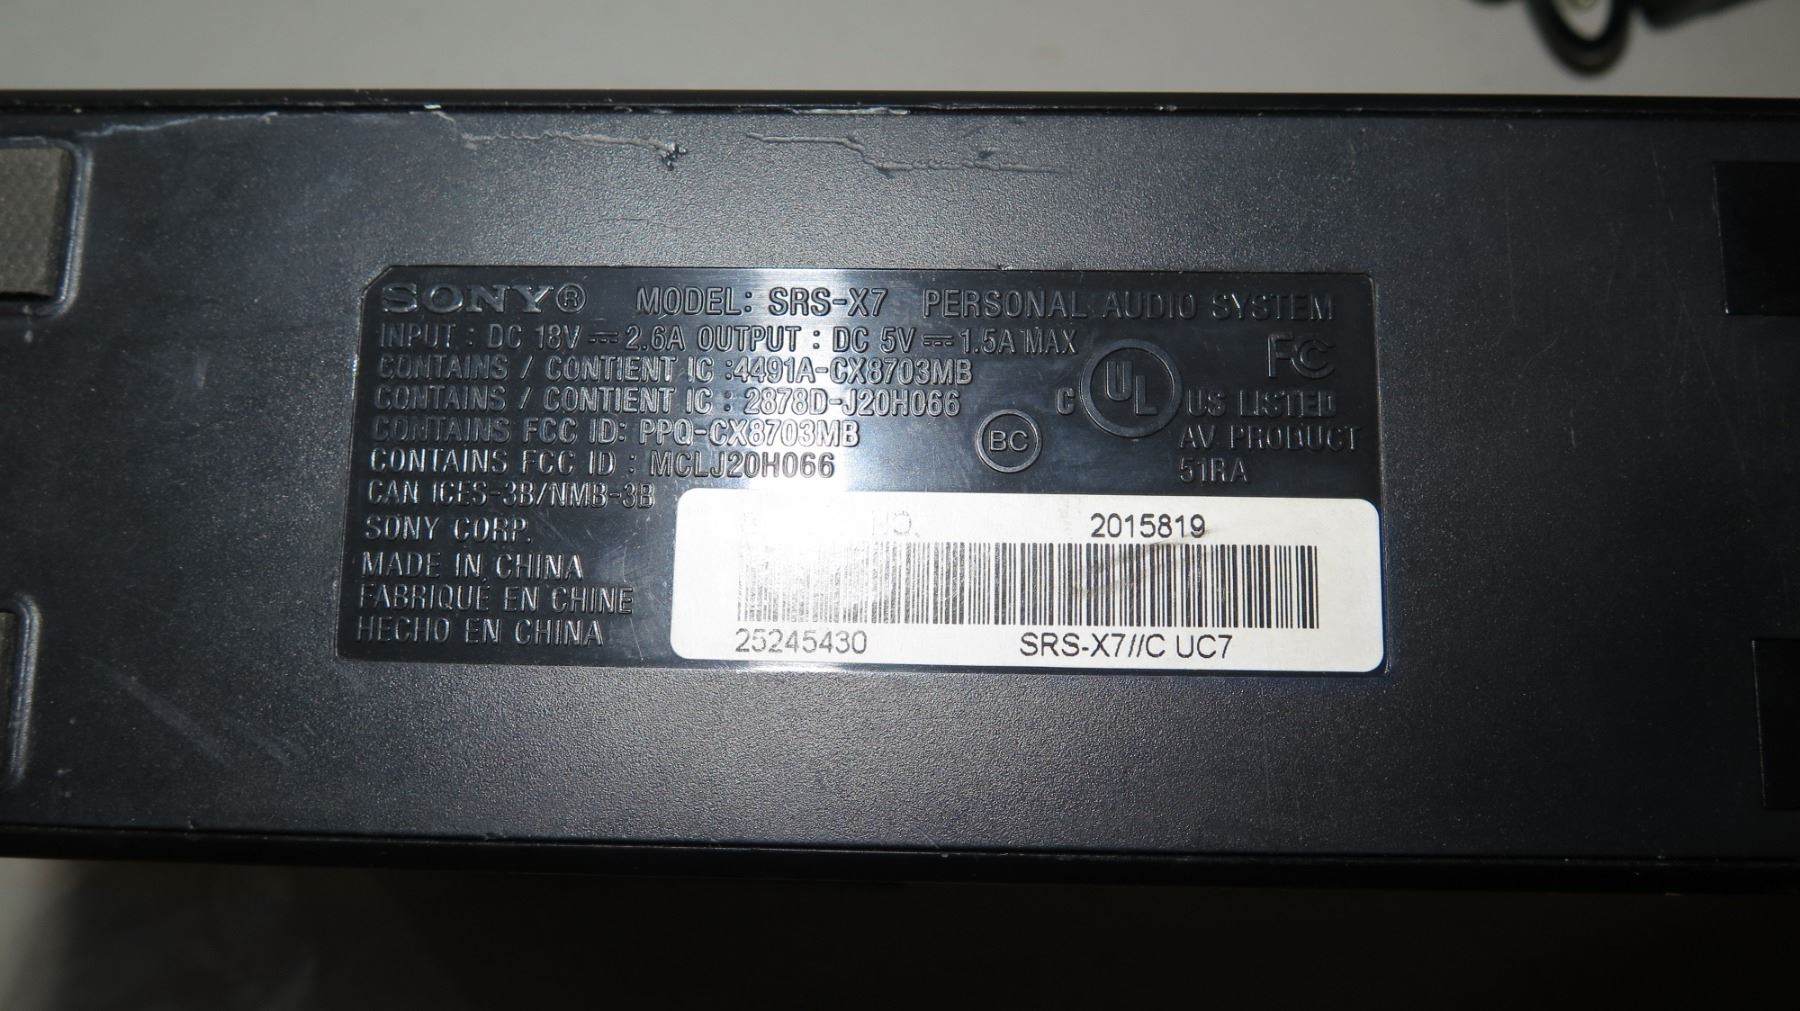 SONY® MODEL: SRS-X7 PERSONAL AUDIO SYSTEM
INPUT : DC 18V ⎓ 2.6A OUTPUT : DC 5V ⎓ 1.5A MAX
CONTAINS / CONTIENT IC :4491A-CX8703MB
CONTAINS / CONTIENT IC : 2878D-J20H066
CONTAINS FCC ID: PPQ-CX8703MB
CONTAINS FCC ID : MCLJ20H066
CAN ICES-3B/NMB-3B
SONY CORP.
MADE IN CHINA
FABRIQUÉ EN CHINE
HECHO EN CHINA
FC
BC
C UL US LISTED
AV PRODUCT
51RA
NO. 2015819
25245430 SRS-X7//C UC7